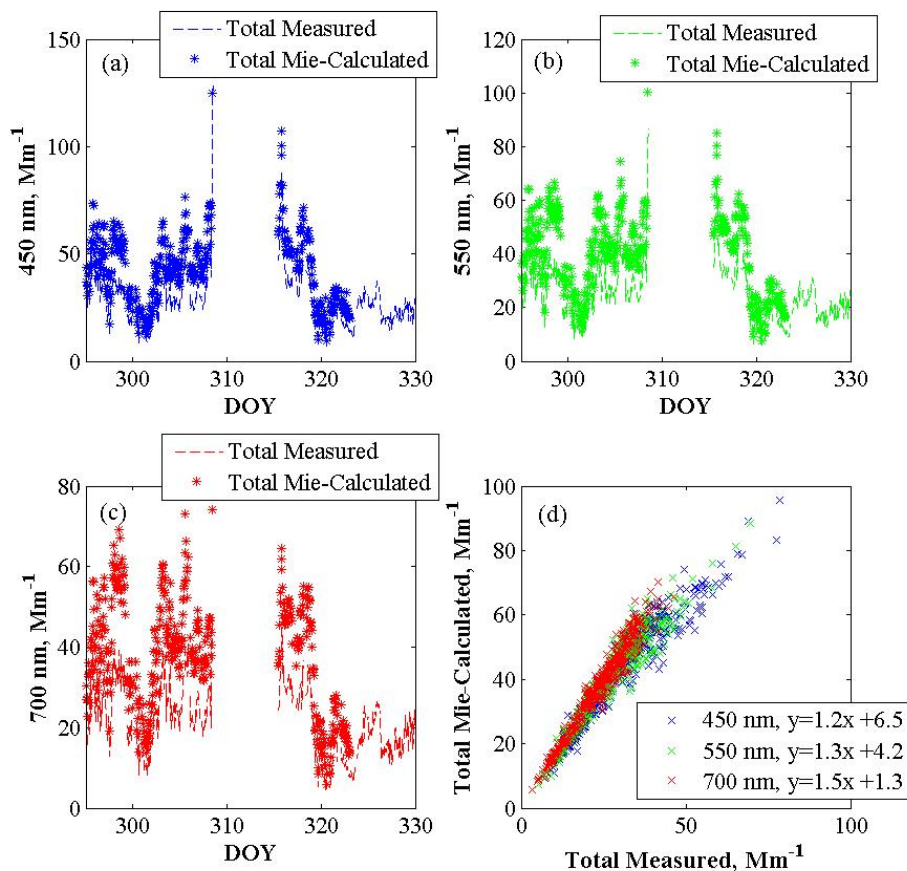 Total Measured
Total Mie-Calculated
Total Measured
Total Mie-Calculated
150
100
50
0
(a)
450 nm, Mm-1
300 310 320 330
DOY
120
100
80
60
40
20
0
(b)
550 nm, Mm-1
300 310 320 330
DOY
Total Measured
Total Mie-Calculated
80
60
40
20
0
(c)
700 nm, Mm-1
300 310 320 330
DOY
100
80
60
40
20
0
(d)
Total Mie-Calculated, Mm-1
450 nm, y=1.2x +6.5
550 nm, y=1.3x +4.2
700 nm, y=1.5x +1.3
0 50 100
Total Measured, Mm-1